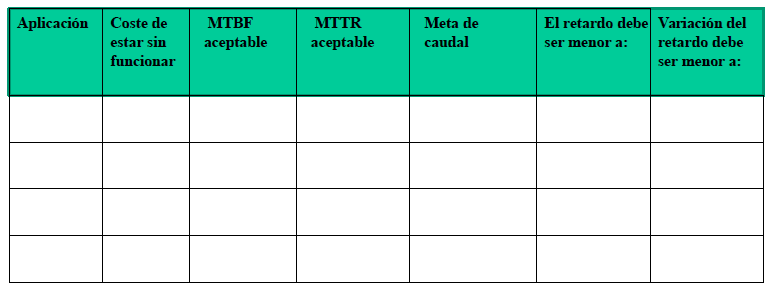 Aplicación
Coste de
estar sin
funcionar
MTBF
aceptable
MTTR
aceptable
Meta de
caudal
El retardo debe
ser menor a:
Variación del
retardo debe
ser menor a: